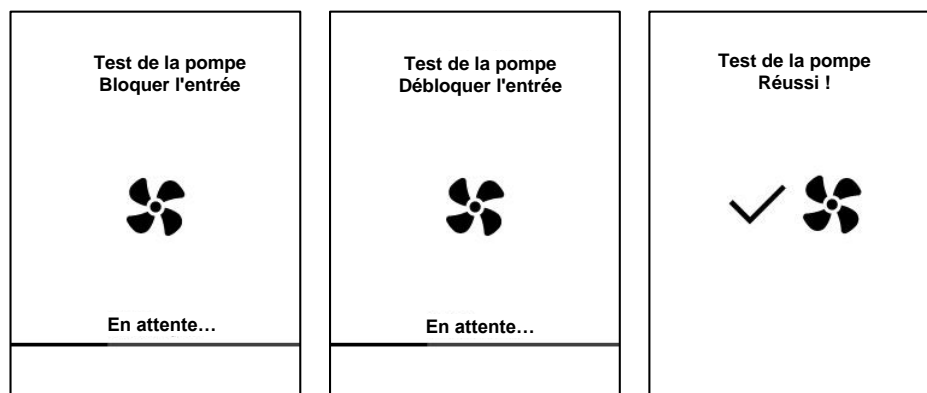 Test de la pompe
Bloquer l'entrée
En attente…
Test de la pompe
Débloquer l'entrée
En attente…
Test de la pompe
Réussi !